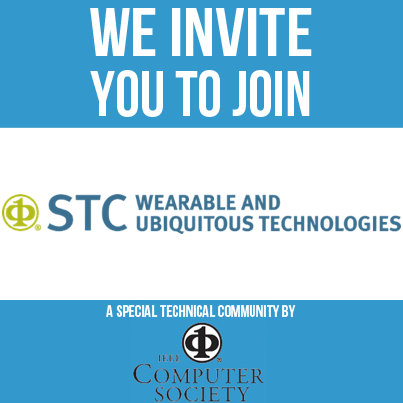 WE INVITE
YOU TO JOIN
STC WEARABLE AND
UBIQUITOUS TECHNOLOGIES
A SPECIAL TECHNICAL COMMUNITY BY
IEEE
COMPUTER
SOCIETY